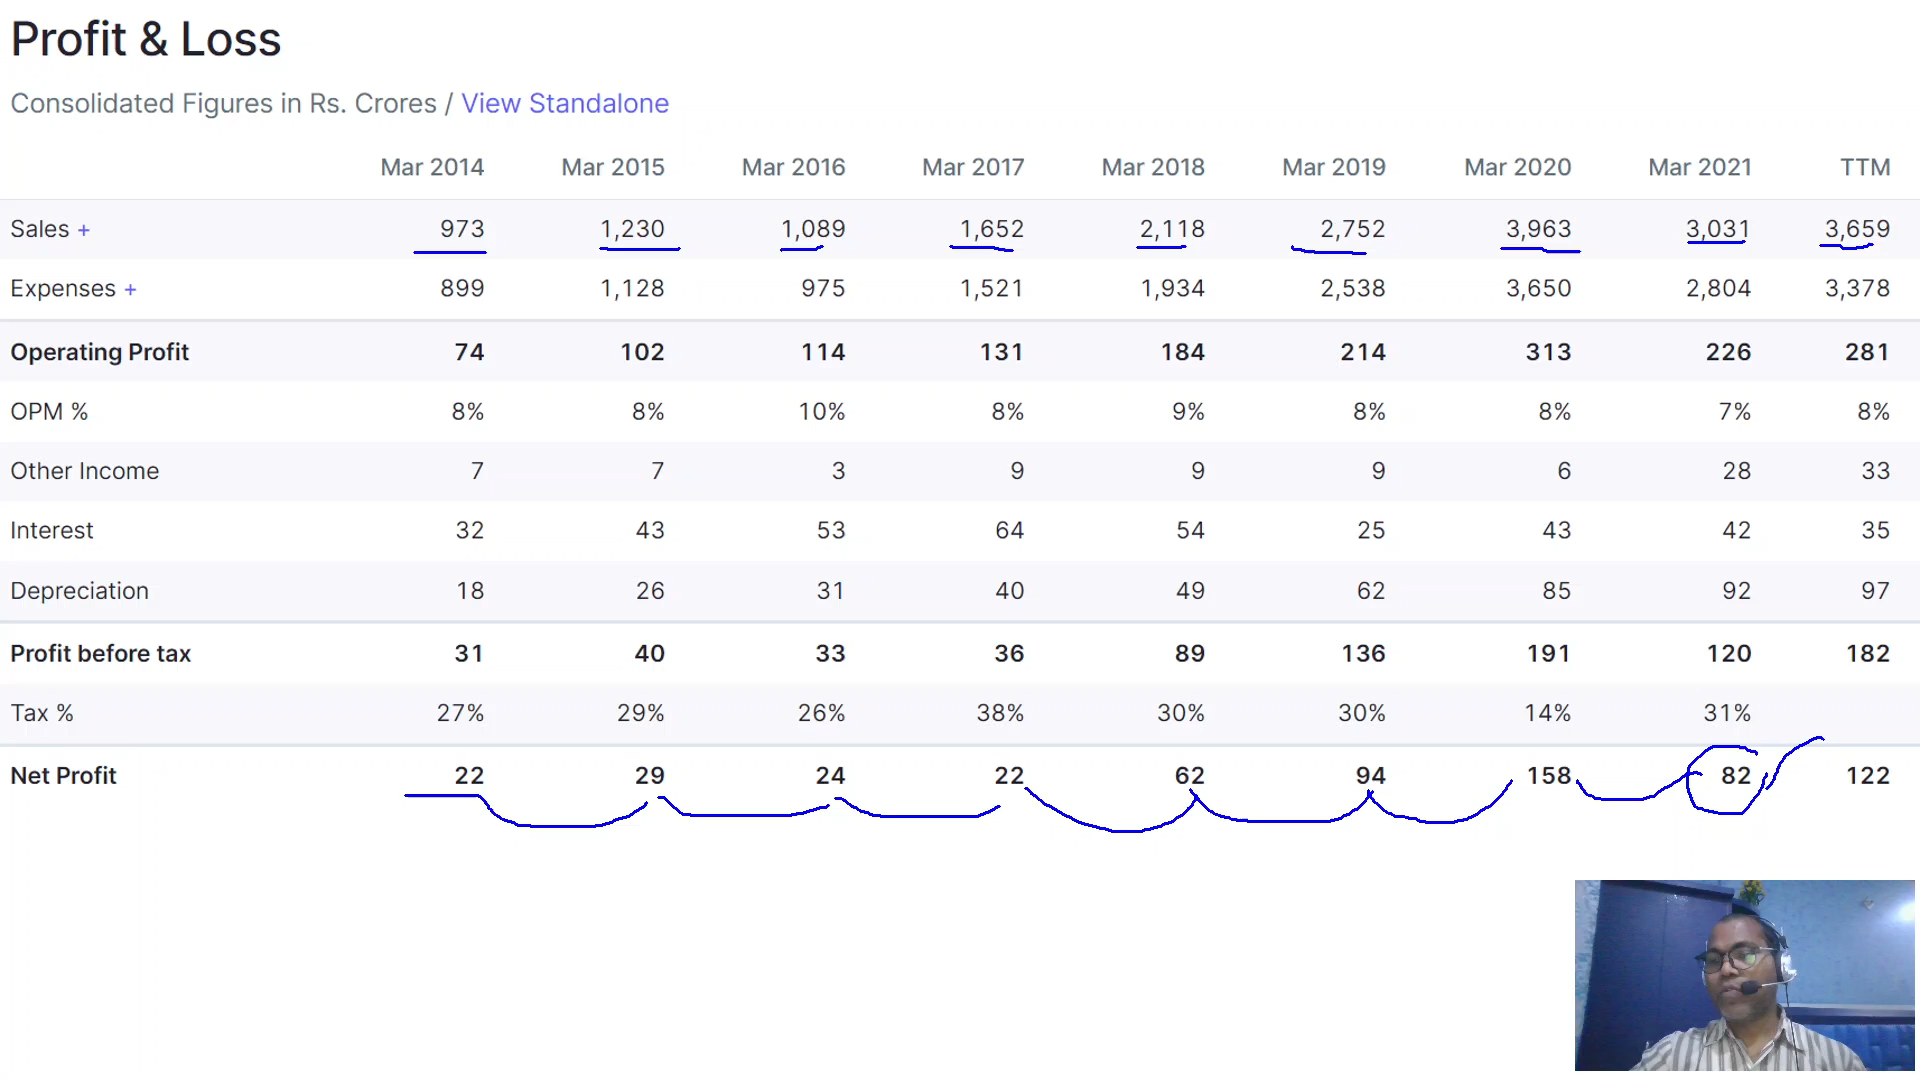 Profit & Loss
Consolidated Figures in Rs. Crores / View Standalone
Mar 2014 Mar 2015 Mar 2016 Mar 2017 Mar 2018 Mar 2019 Mar 2020 Mar 2021 TTM
Sales + 973 1,230 1,089 1,652 2,118 2,752 3,963 3,031 3,659
Expenses + 899 1,128 975 1,521 1,934 2,538 3,650 2,804 3,378
Operating Profit 74 102 114 131 184 214 313 226 281
OPM % 8% 8% 10% 8% 9% 8% 8% 7% 8%
Other Income 7 7 3 9 9 9 6 28 33
Interest 32 43 53 64 54 25 43 42 35
Depreciation 18 26 31 40 49 62 85 92 97
Profit before tax 31 40 33 36 89 136 191 120 182
Tax % 27% 29% 26% 38% 30% 30% 14% 31%
Net Profit 22 29 24 22 62 94 158 82 122